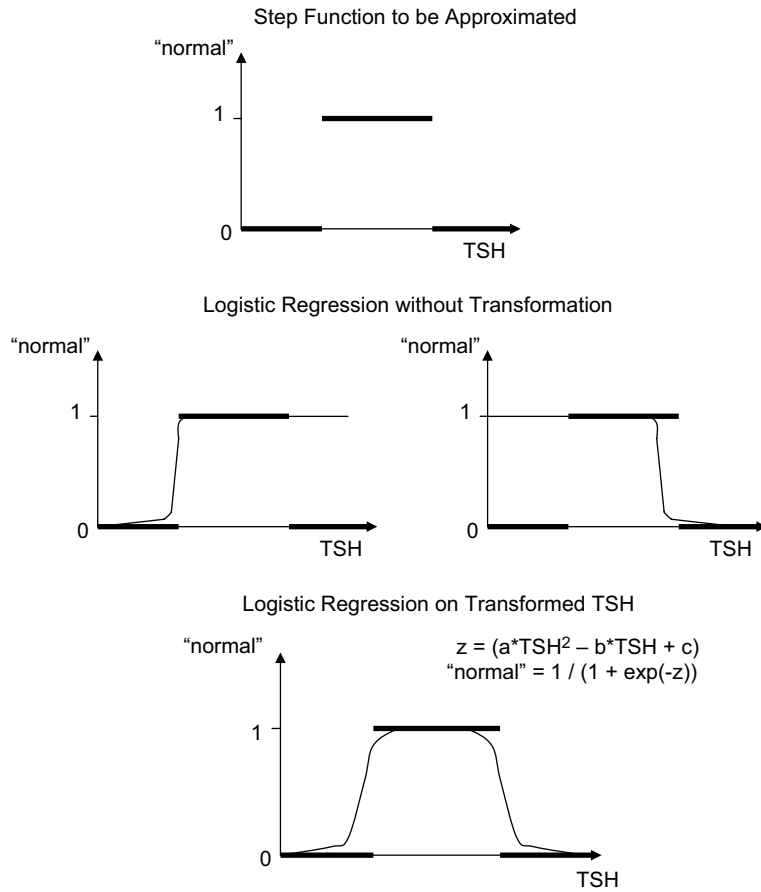 Step Function to be Approximated
“normal”
1
0
TSH
Logistic Regression without Transformation
“normal”
1
0
TSH
“normal”
1
0
TSH
Logistic Regression on Transformed TSH
“normal”
z = (a*TSH² – b*TSH + c)
“normal” = 1 / (1 + exp(-z))
1
0
TSH